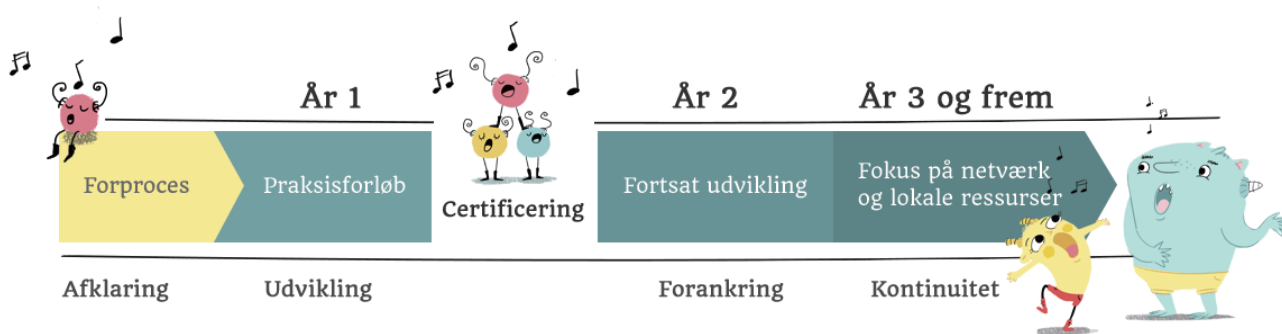 År 1
År 2
År 3 og frem
Forproces
Praksisforløb
Certificering
Fortsat udvikling
Fokus på netværk
og lokale ressurser
Afklaring
Udvikling
Forankring
Kontinuitet